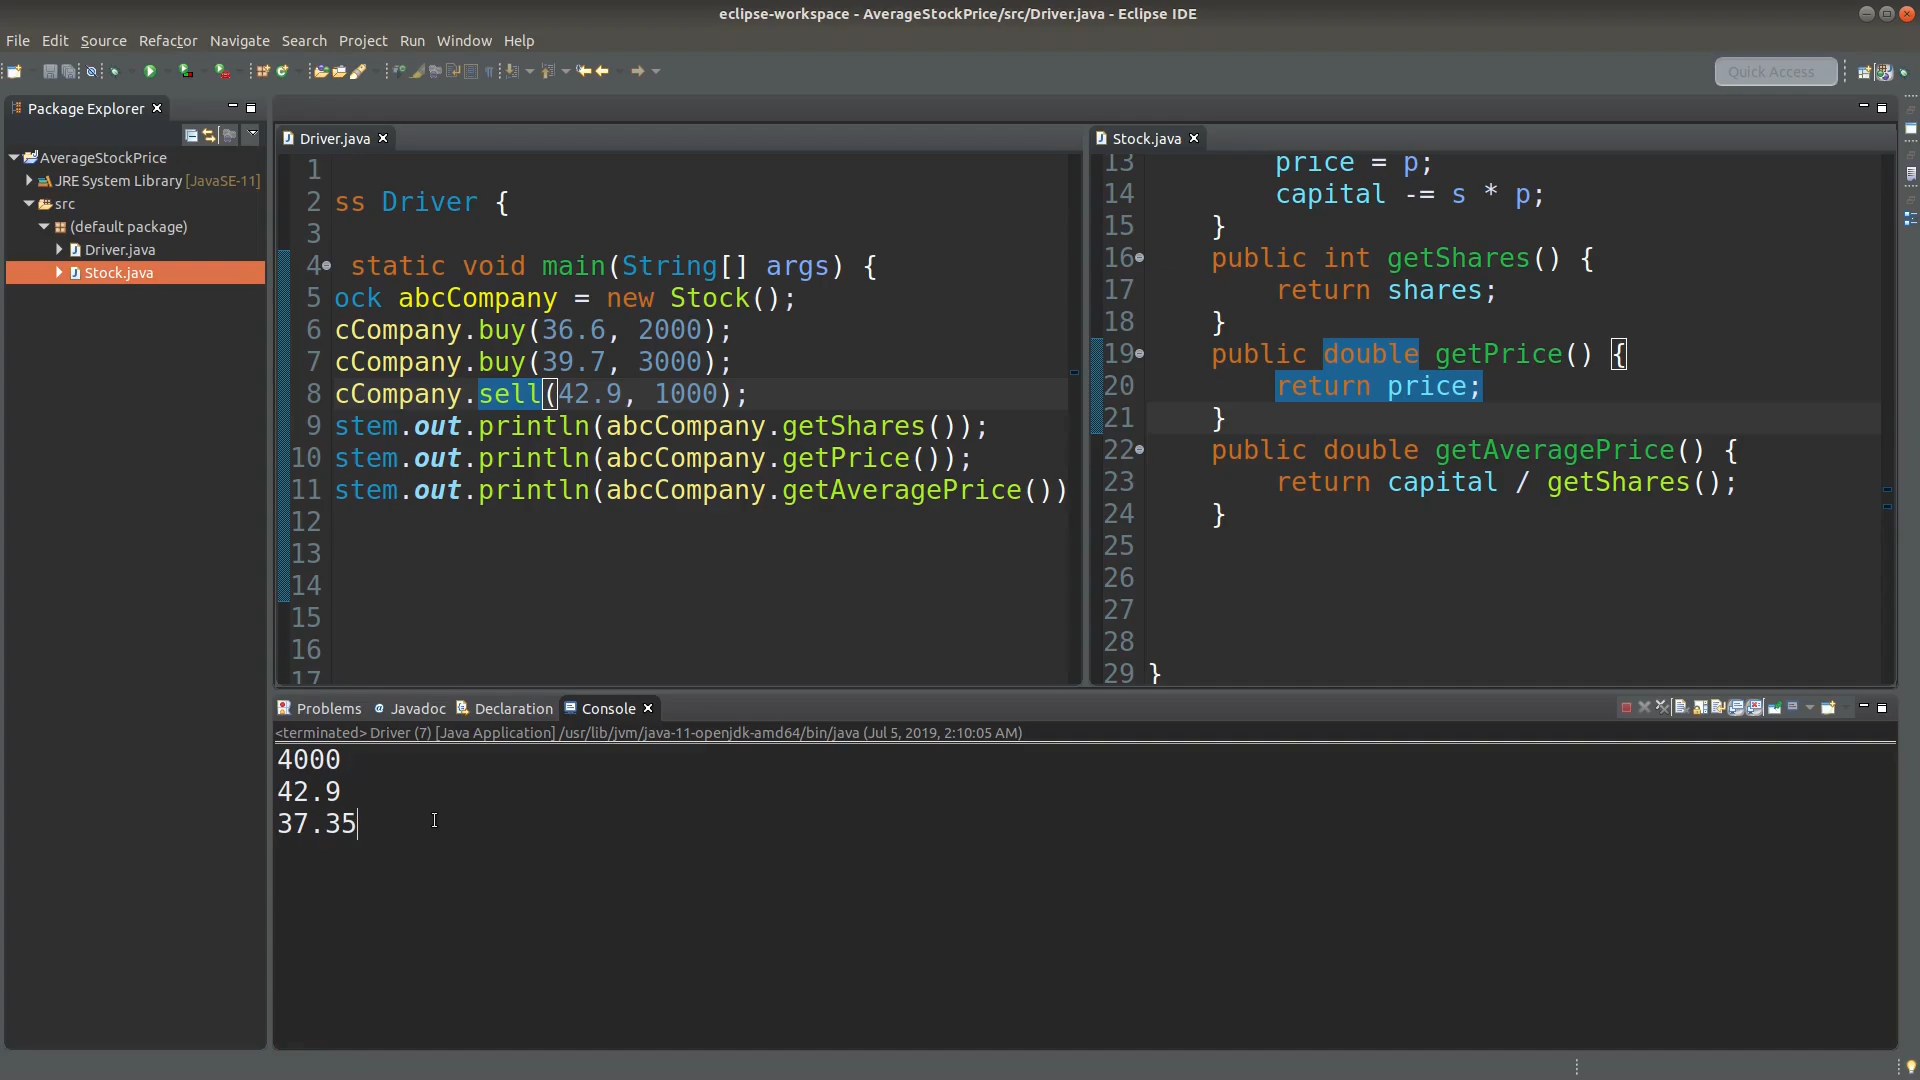 eclipse-workspace - AverageStockPrice/src/Driver.java - Eclipse IDE
File Edit Source Refactor Navigate Search Project Run Window Help
Quick Access
Package Explorer
AverageStockPrice
JRE System Library [JavaSE-11]
src
(default package)
Driver.java
Stock.java
Driver.java
1
2 ss Driver {
3
4 static void main(String[] args) {
5 ock abcCompany = new Stock();
6 cCompany.buy(36.6, 2000);
7 cCompany.buy(39.7, 3000);
8 cCompany.sell(42.9, 1000);
9 stem.out.println(abcCompany.getShares());
10 stem.out.println(abcCompany.getPrice());
11 stem.out.println(abcCompany.getAveragePrice())
12
13
14
15
16
17
Stock.java
13 price = p;
14 capital -= s * p;
15 }
16 public int getShares() {
17 return shares;
18 }
19 public double getPrice() {
20 return price;
21 }
22 public double getAveragePrice() {
23 return capital / getShares();
24 }
25
26
27
28
29 }
Problems Javadoc Declaration Console
<terminated> Driver (7) [Java Application] /usr/lib/jvm/java-11-openjdk-amd64/bin/java (Jul 5, 2019, 2:10:05 AM)
4000
42.9
37.35